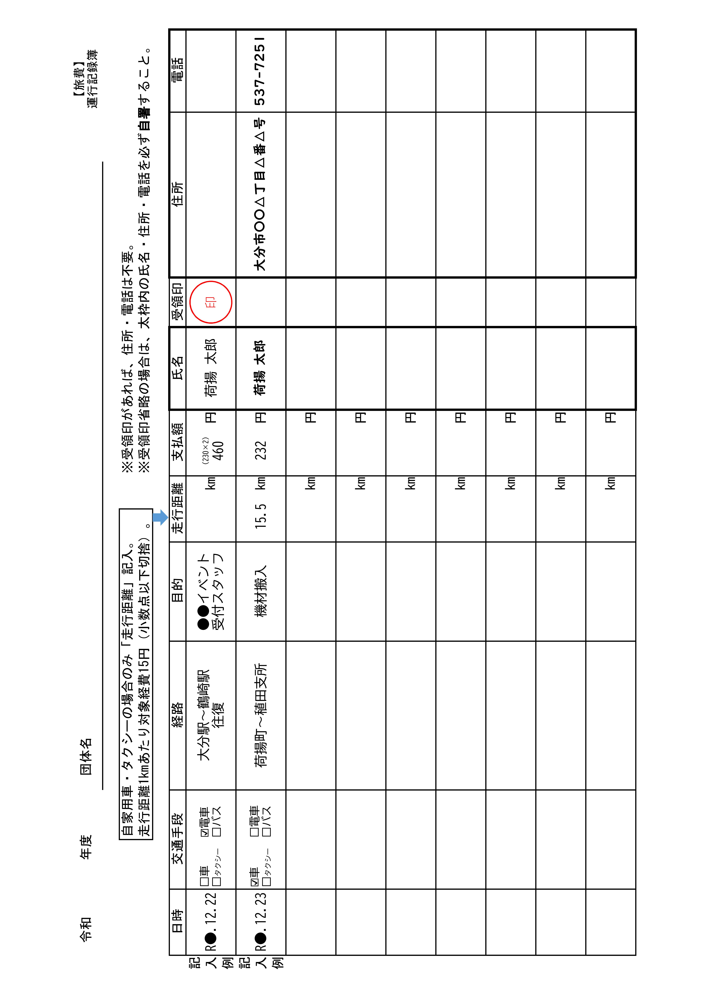 【旅費】
運行記録簿
令和　　年度　　団体名
自家用車・タクシーの場合のみ「走行距離」記入。
走行距離1kmあたり対象経費15円（小数点以下切捨）。
※受領印があれば、住所・電話は不要。
※受領印省略の場合は、太枠内の氏名・住所・電話を必ず自署すること。
日時 交通手段 経路 目的 走行距離 支払額 氏名 受領印 住所 電話
記入例
R●.12.22
□車 ☑電車
□タクシー □バス
大分駅～鶴崎駅
往復
●●イベント
受付スタッフ
km
（230×2）
460 円
荷揚 太郎
印
記入例
R●.12.23
☑車 □電車
□タクシー □バス
荷揚町～稙田支所
機材搬入
15.5 km
232 円
荷揚 太郎
大分市〇〇△丁目△番△号
537-7251
km 円
km 円
km 円
km 円
km 円
km 円
km 円